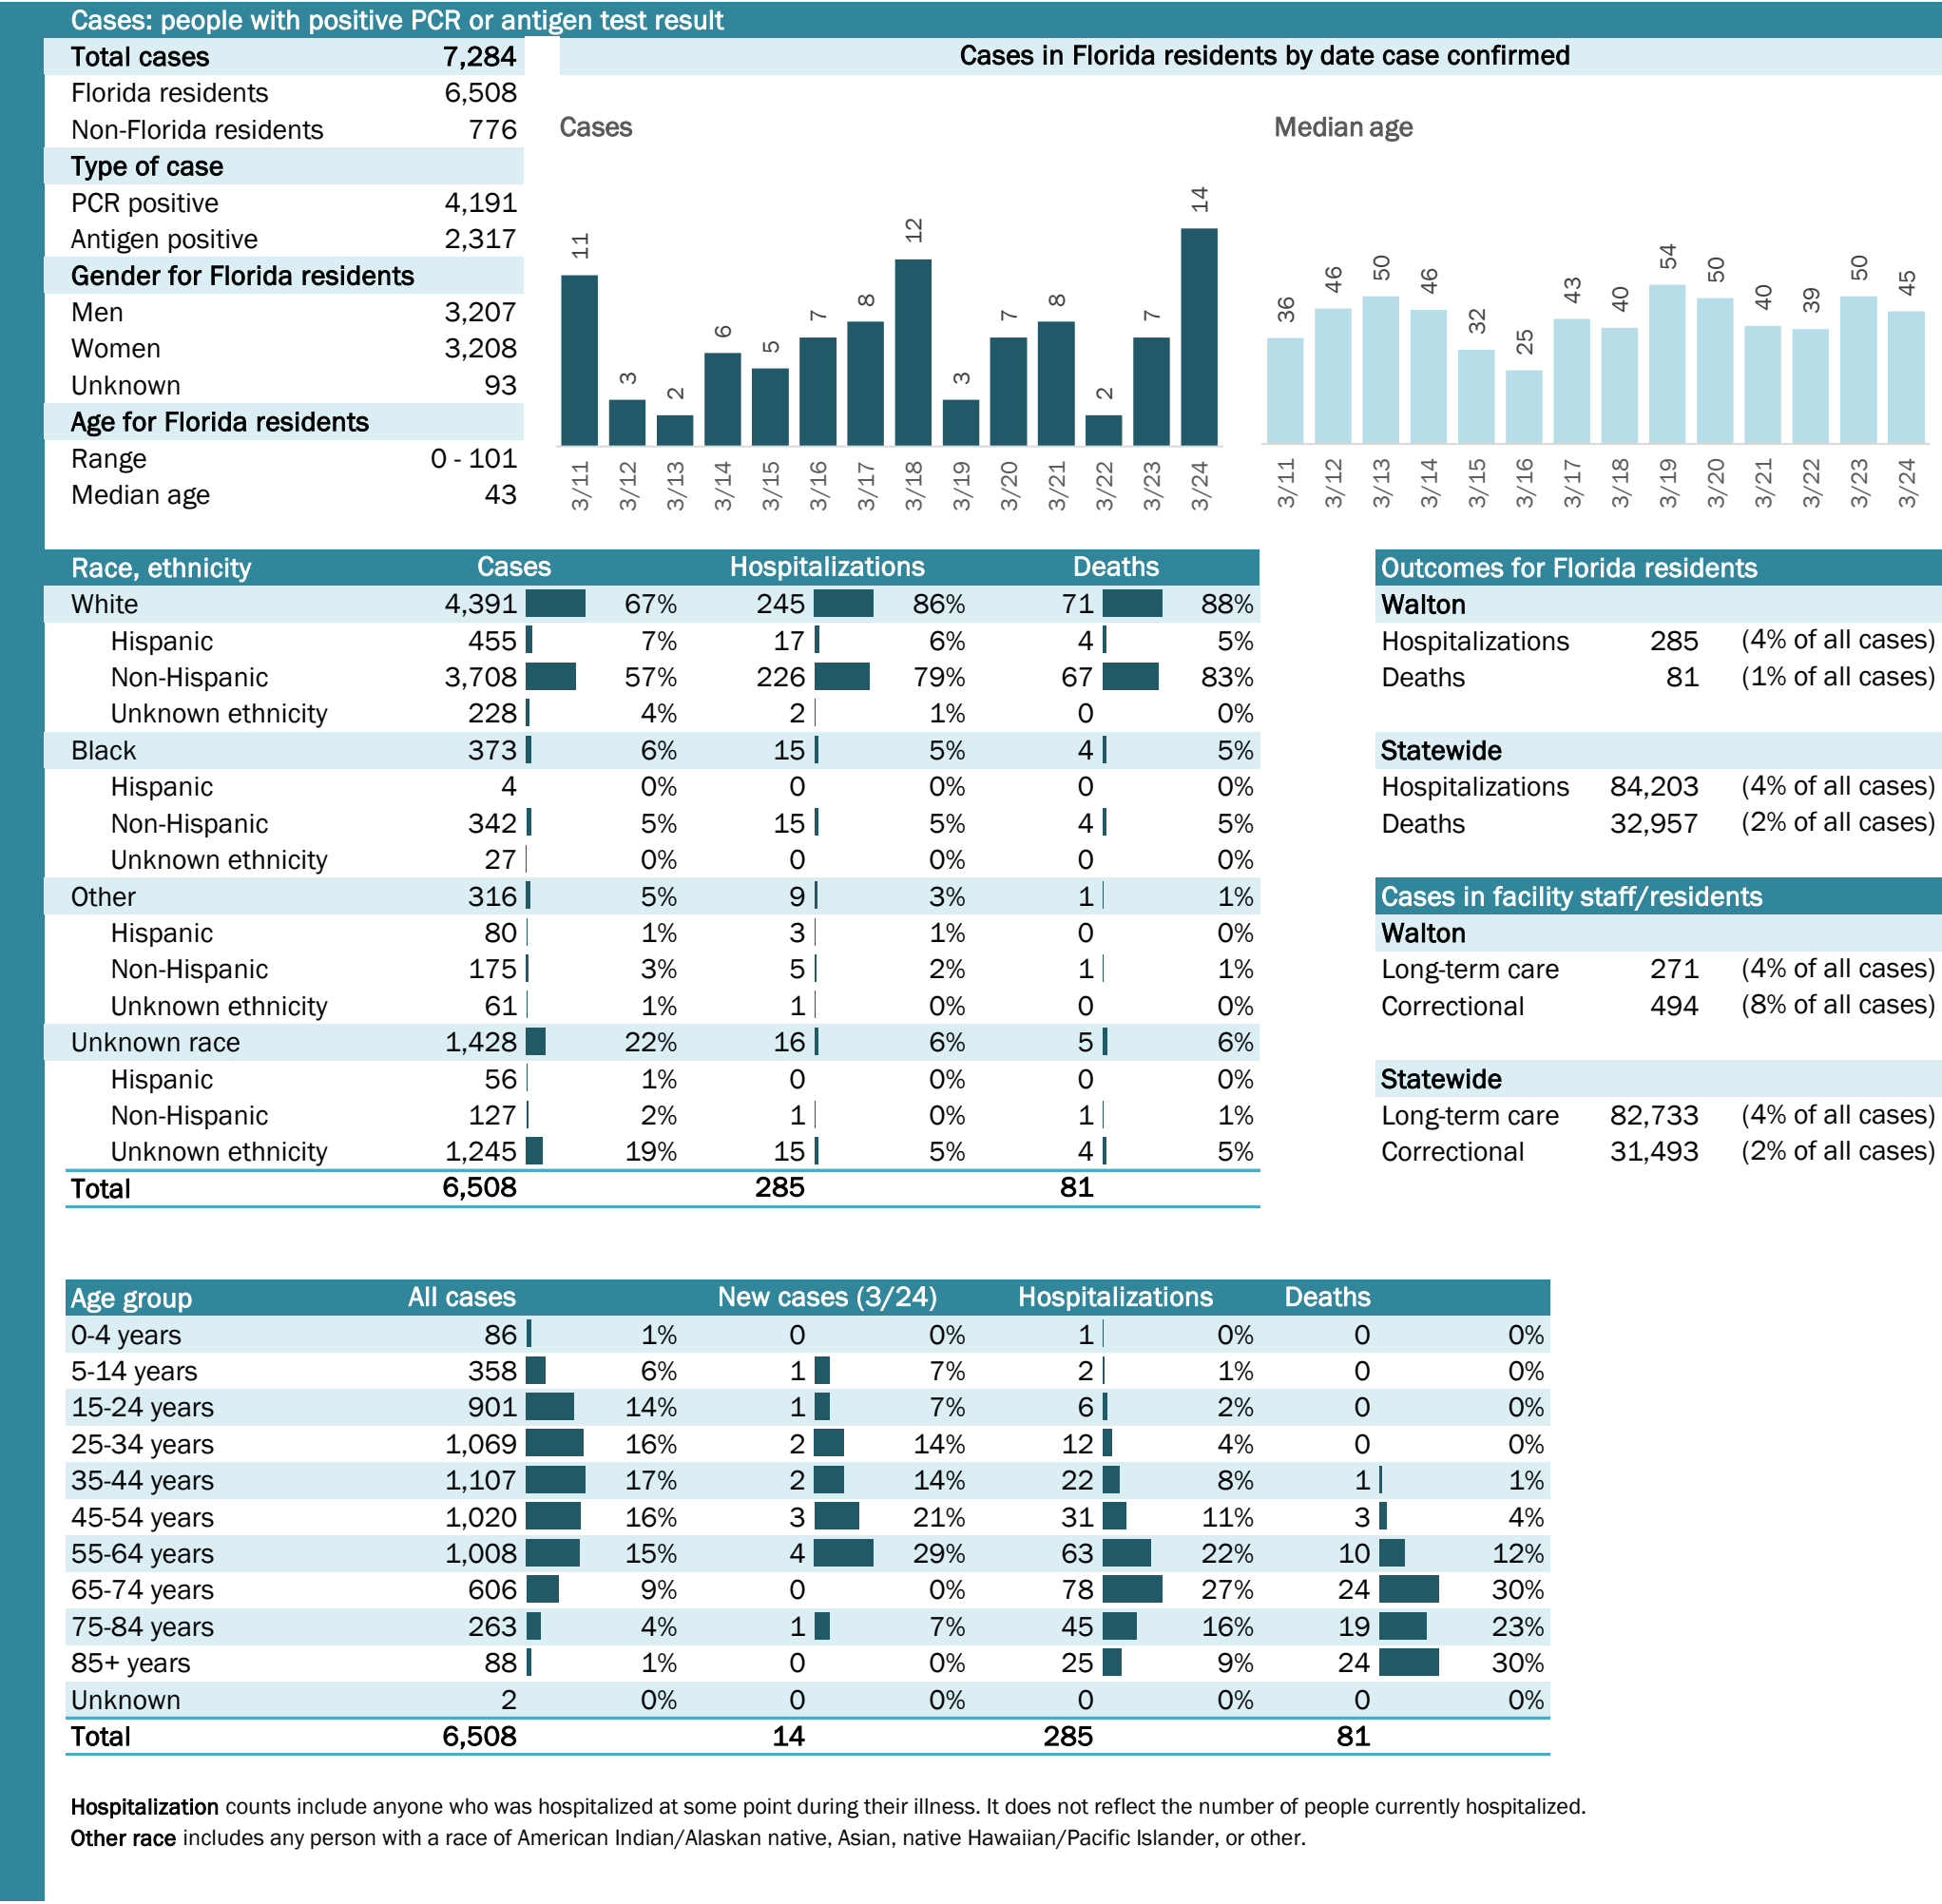 Cases: people with positive PCR or antigen test result
Total cases 7,284
Florida residents 6,508
Non-Florida residents 776
Type of case
PCR positive 4,191
Antigen positive 2,317
Gender for Florida residents
Men 3,207
Women 3,208
Unknown 93
Age for Florida residents
Range 0 - 101
Median age 43
Cases in Florida residents by date case confirmed
Cases
11 3 2 6 5 7 8 12 3 7 8 2 7 14
3/11 3/12 3/13 3/14 3/15 3/16 3/17 3/18 3/19 3/20 3/21 3/22 3/23 3/24
Median age
36 46 50 46 32 25 43 40 54 50 40 39 50 45
3/11 3/12 3/13 3/14 3/15 3/16 3/17 3/18 3/19 3/20 3/21 3/22 3/23 3/24
Race, ethnicity Cases Hospitalizations Deaths
White 4,391 67% 245 86% 71 88%
Hispanic 455 7% 17 6% 4 5%
Non-Hispanic 3,708 57% 226 79% 67 83%
Unknown ethnicity 228 4% 2 1% 0 0%
Black 373 6% 15 5% 4 5%
Hispanic 4 0% 0 0% 0 0%
Non-Hispanic 342 5% 15 5% 4 5%
Unknown ethnicity 27 0% 0 0% 0 0%
Other 316 5% 9 3% 1 1%
Hispanic 80 1% 3 1% 0 0%
Non-Hispanic 175 3% 5 2% 1 1%
Unknown ethnicity 61 1% 1 0% 0 0%
Unknown race 1,428 22% 16 6% 5 6%
Hispanic 56 1% 0 0% 0 0%
Non-Hispanic 127 2% 1 0% 1 1%
Unknown ethnicity 1,245 19% 15 5% 4 5%
Total 6,508 285 81
Outcomes for Florida residents
Walton
Hospitalizations 285 (4% of all cases)
Deaths 81 (1% of all cases)
Statewide
Hospitalizations 84,203 (4% of all cases)
Deaths 32,957 (2% of all cases)
Cases in facility staff/residents
Walton
Long-term care 271 (4% of all cases)
Correctional 494 (8% of all cases)
Statewide
Long-term care 82,733 (4% of all cases)
Correctional 31,493 (2% of all cases)
Age group All cases New cases (3/24) Hospitalizations Deaths
0-4 years 86 1% 0 0% 1 0% 0 0%
5-14 years 358 6% 1 7% 2 1% 0 0%
15-24 years 901 14% 1 7% 6 2% 0 0%
25-34 years 1,069 16% 2 14% 12 4% 0 0%
35-44 years 1,107 17% 2 14% 22 8% 1 1%
45-54 years 1,020 16% 3 21% 31 11% 3 4%
55-64 years 1,008 15% 4 29% 63 22% 10 12%
65-74 years 606 9% 0 0% 78 27% 24 30%
75-84 years 263 4% 1 7% 45 16% 19 23%
85+ years 88 1% 0 0% 25 9% 24 30%
Unknown 2 0% 0 0% 0 0% 0 0%
Total 6,508 14 285 81
Hospitalization counts include anyone who was hospitalized at some point during their illness. It does not reflect the number of people currently hospitalized.
Other race includes any person with a race of American Indian/Alaskan native, Asian, native Hawaiian/Pacific Islander, or other.